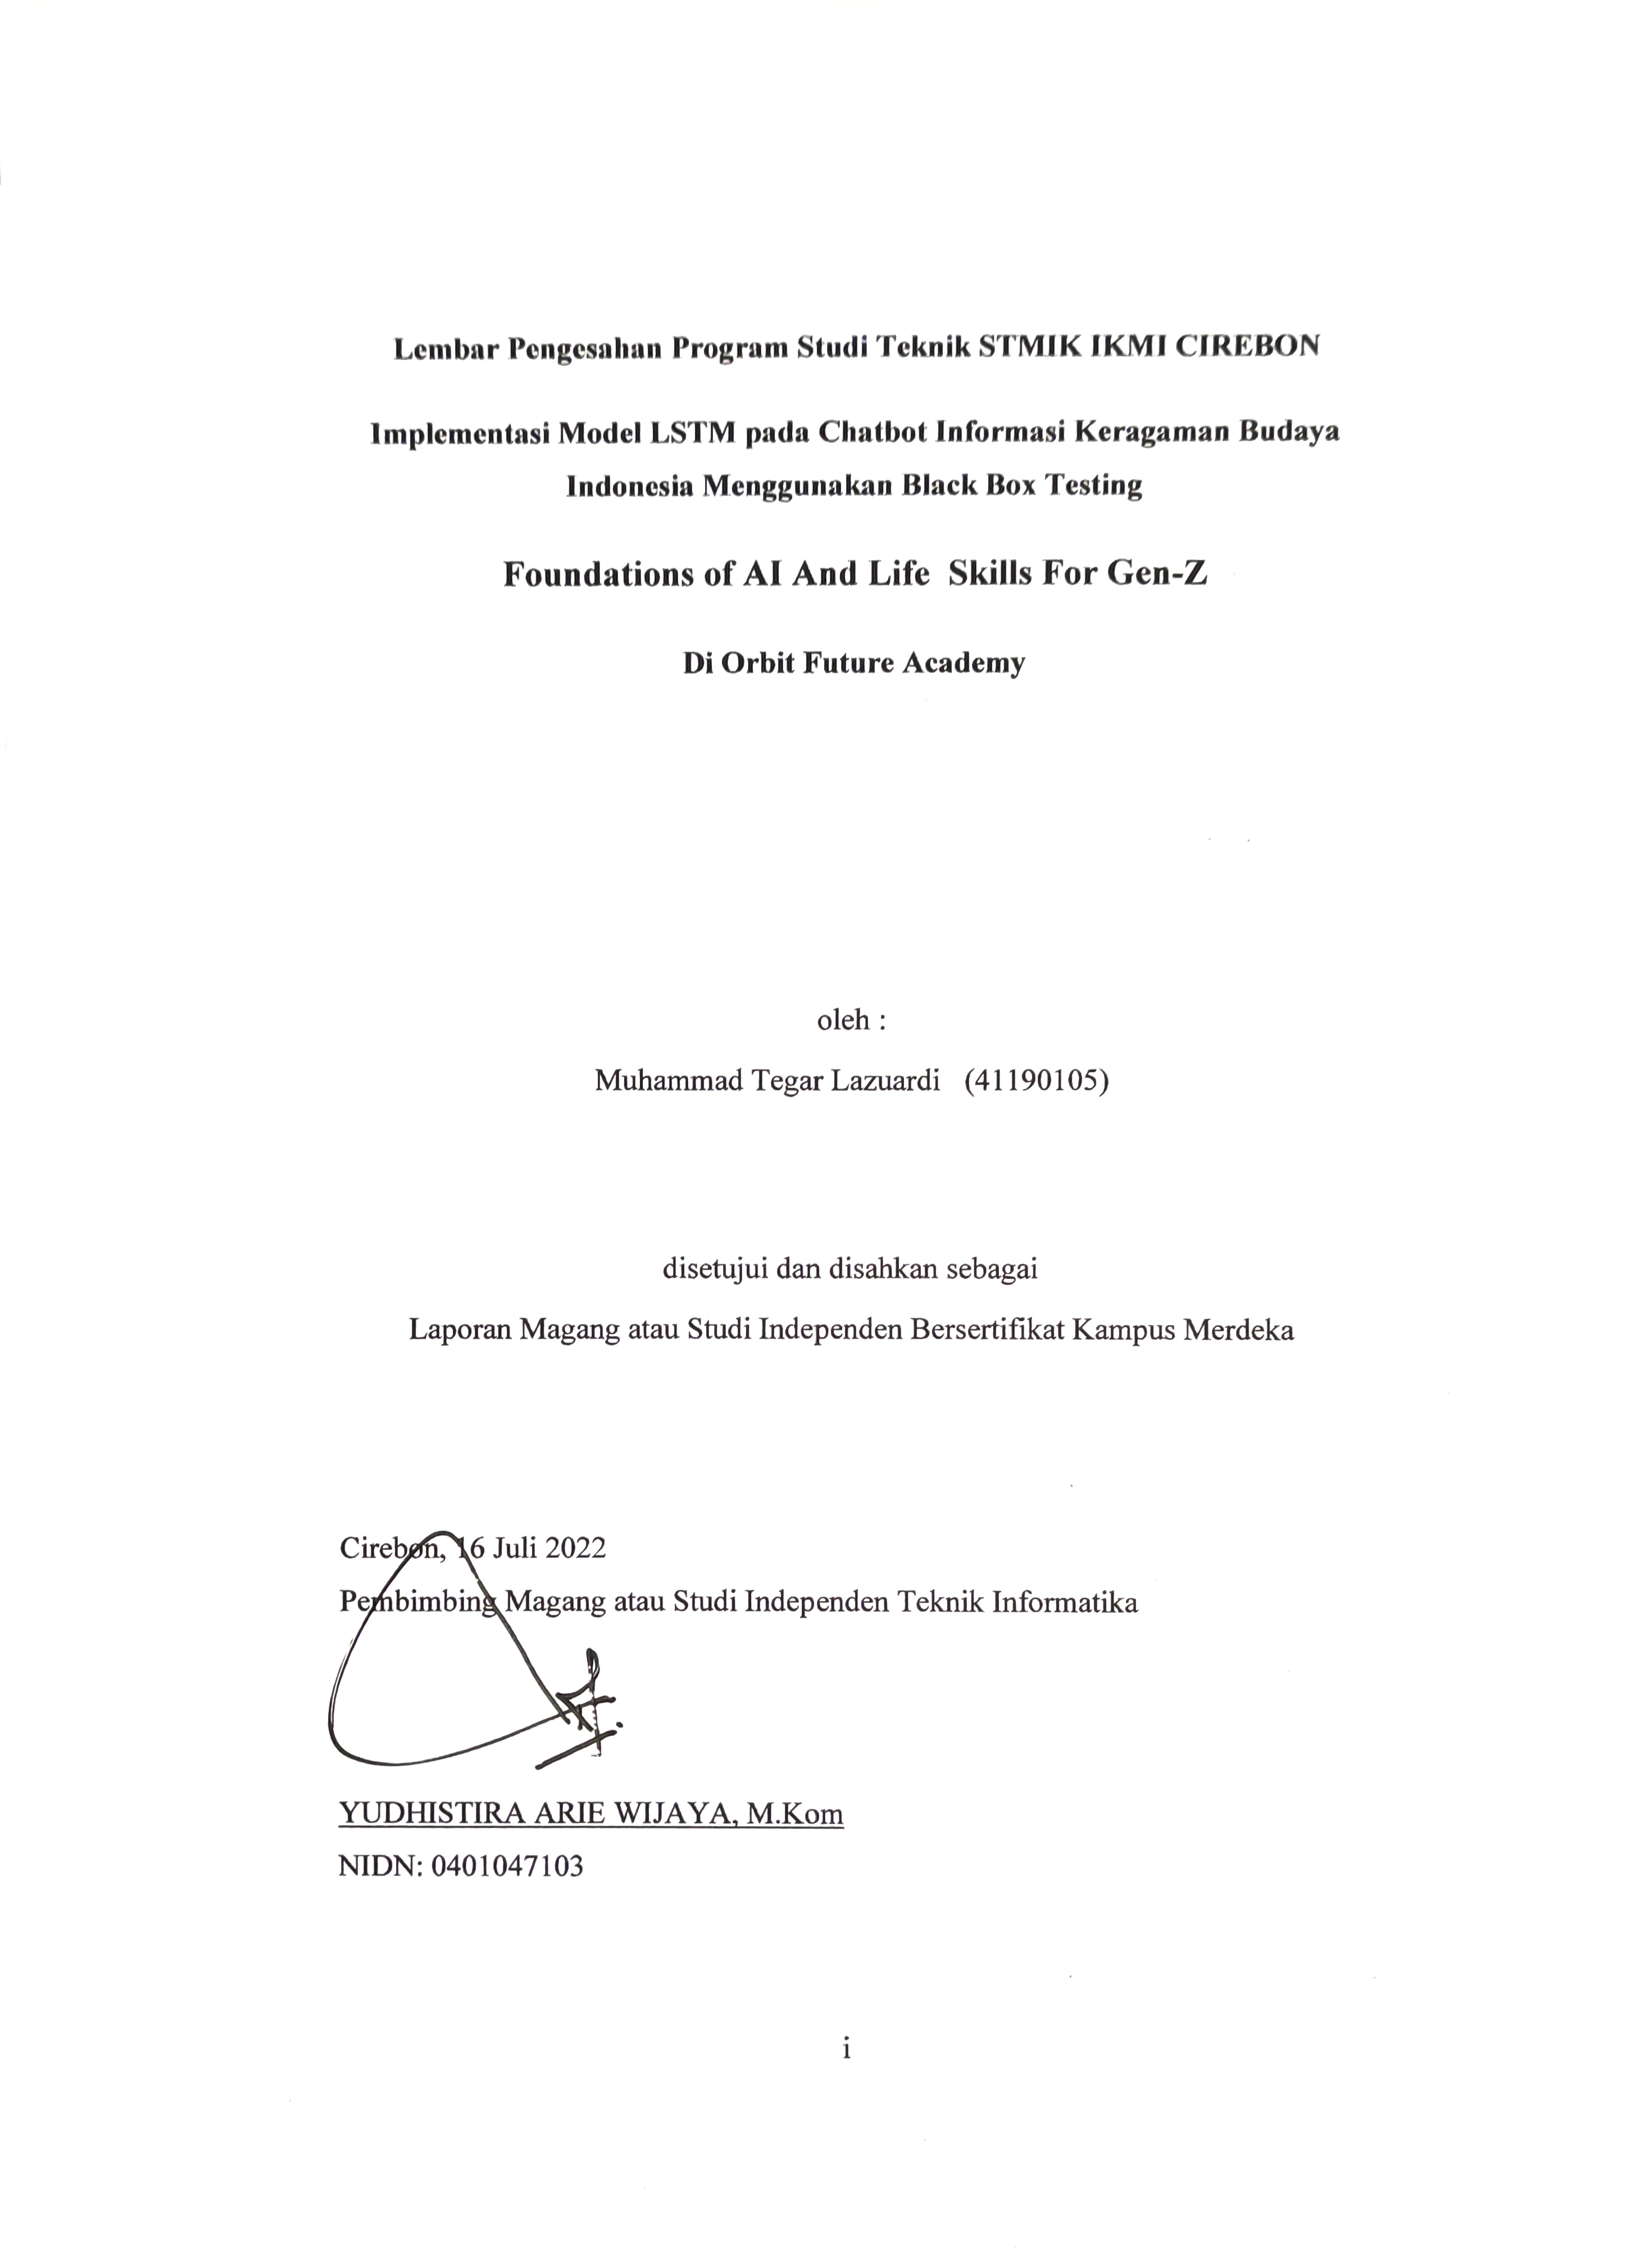 Lembar Pengesahan Program Studi Teknik STMIK IKMI CIREBON
Implementasi Model LSTM pada Chatbot Informasi Keragaman Budaya
Indonesia Menggunakan Black Box Testing
Foundations of AI And Life Skills For Gen-Z
Di Orbit Future Academy
oleh :
Muhammad Tegar Lazuardi (41190105)
disetujui dan disahkan sebagai
Laporan Magang atau Studi Independen Bersertifikat Kampus Merdeka
Cirebon, 16 Juli 2022
Pembimbing Magang atau Studi Independen Teknik Informatika
YUDHISTIRA ARIE WIJAYA, M.Kom
NIDN: 0401047103
i